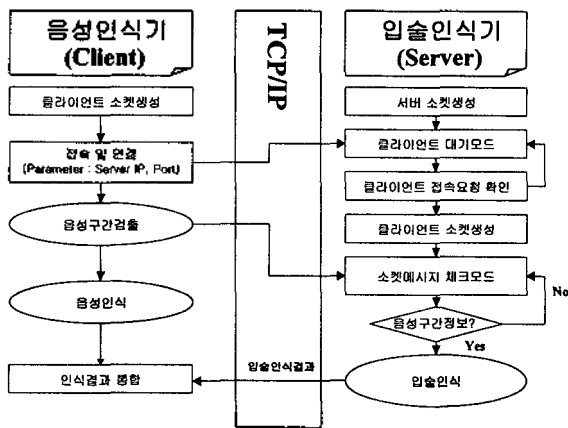 음성인식기
(Client)
클라이언트 소켓생성
접속 및 연결
(Parameter : Server IP, Port)
음성구간검출
음성인식
인식결과 통합
TCP/IP
입술인식결과
입술인식기
(Server)
서버 소켓생성
클라이언트 대기모드
클라이언트 접속요청 확인
클라이언트 소켓생성
소켓메시지 체크모드
No
음성구간정보?
Yes
입술인식